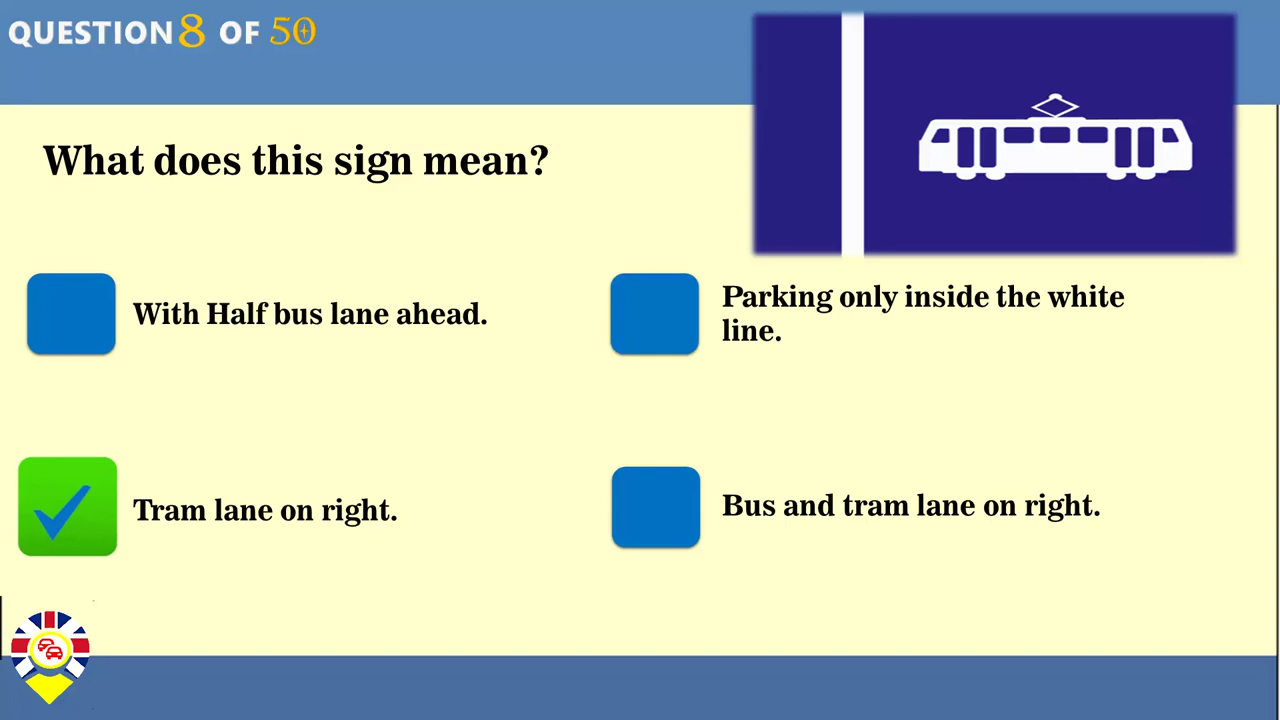 QUESTION 8 OF 50
What does this sign mean?
With Half bus lane ahead.
Parking only inside the white
line.
Tram lane on right.
Bus and tram lane on right.